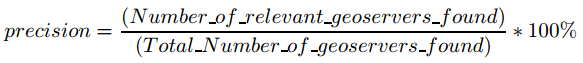 precision = (Number_of_relevant_geoservers_found) / (Total_Number_of_geoservers_found) * 100%